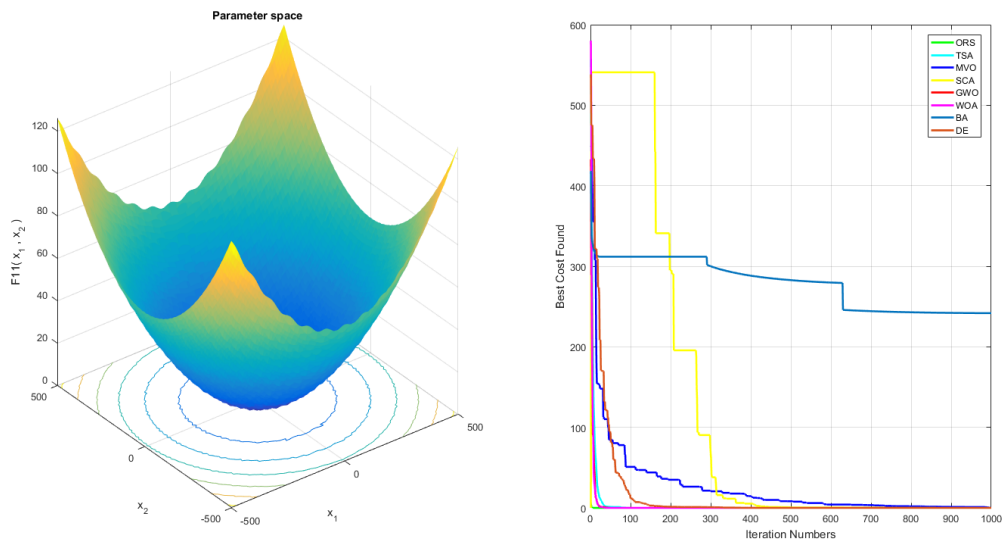 Parameter space
F11( x1 , x2 )
120
100
80
60
40
20
0
500
0
-500
x2
-500
0
500
x1
600
500
400
300
200
100
0
Best Cost Found
0 100 200 300 400 500 600 700 800 900 1000
Iteration Numbers
ORS
TSA
MVO
SCA
GWO
WOA
BA
DE